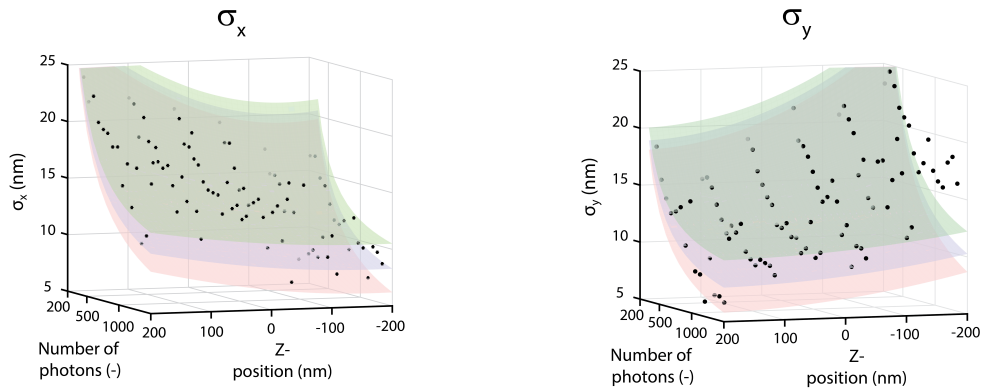 σx
25
20
15
10
5
σx (nm)
200
500
1000
200
100
0
-100
-200
Number of
photons (-)
Z-
position (nm)
σy
25
20
15
10
5
σy (nm)
200
500
1000
200
100
0
-100
-200
Number of
photons (-)
Z-
position (nm)